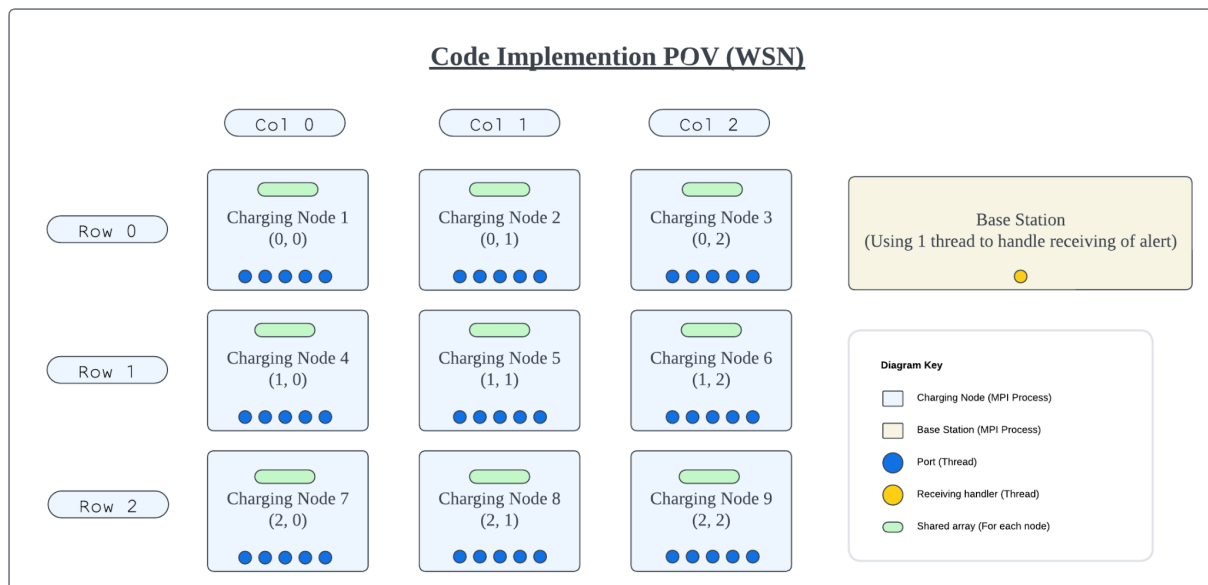 Code Implemention POV (WSN)
Col 0
Col 1
Col 2
Row 0
Charging Node 1
(0, 0)
Charging Node 2
(0, 1)
Charging Node 3
(0, 2)
Base Station
(Using 1 thread to handle receiving of alert)
Row 1
Charging Node 4
(1, 0)
Charging Node 5
(1, 1)
Charging Node 6
(1, 2)
Row 2
Charging Node 7
(2, 0)
Charging Node 8
(2, 1)
Charging Node 9
(2, 2)
Diagram Key
Charging Node (MPI Process)
Base Station (MPI Process)
Port (Thread)
Receiving handler (Thread)
Shared array (For each node)